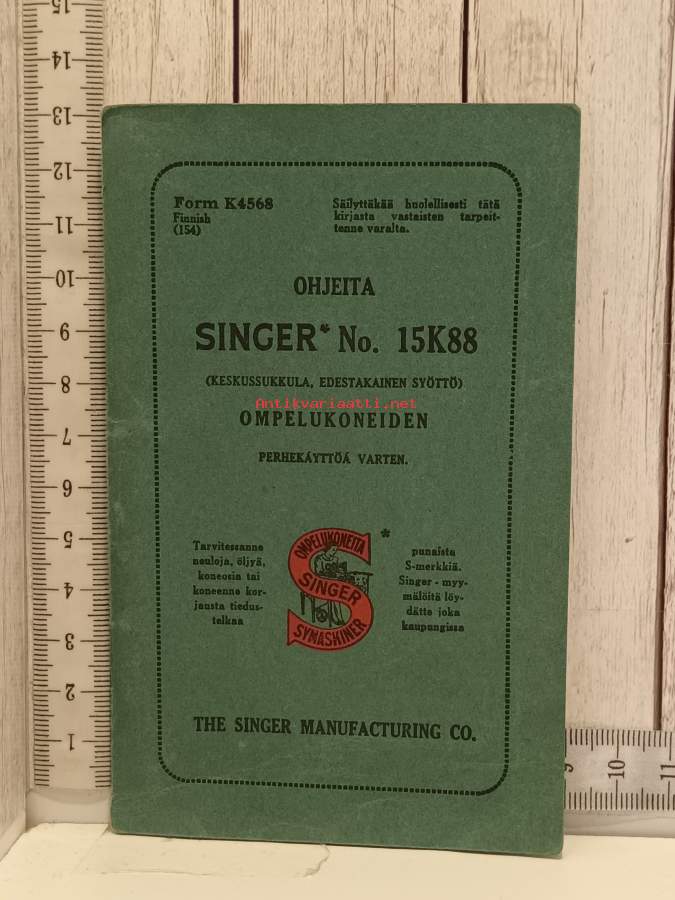 15
14
13
12
11
10
9
8
7
6
5
4
3
2
1
Form K4568
Finnish
(154)
Säilyttäkää huolellisesti tätä
kirjasta vastaisten tarpeit-
tenne varalta.
OHJEITA
SINGER* No. 15K88
(KESKUSSUKKULA, EDESTAKAINEN SYÖTTÖ)
Antikvariaatti.net
OMPELUKONEIDEN
PERHEKÄYTTÖÄ VARTEN.
Tarvitessanne
neuloja, öljyä,
koneosia tai
koneenne kor-
jausta tiedus-
telkaa
OMPELUKONEITA
SINGER
SYMASKINER
*
punaista
S-merkkiä.
Singer-myy-
mälöitä löy-
dätte joka
kaupungissa
THE SINGER MANUFACTURING CO.
9
10
11